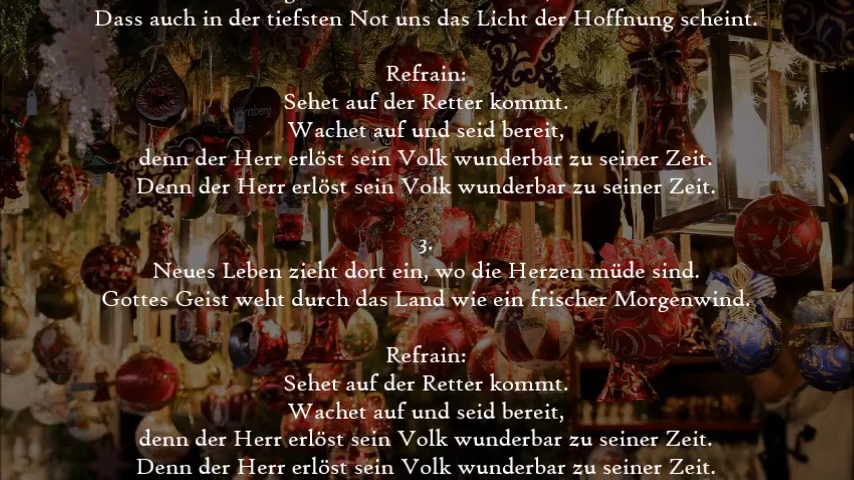 Dass auch in der tiefsten Not uns das Licht der Hoffnung scheint.
Refrain:
Sehet auf der Retter kommt.
Wachet auf und seid bereit,
denn der Herr erlöst sein Volk wunderbar zu seiner Zeit.
Denn der Herr erlöst sein Volk wunderbar zu seiner Zeit.
3.
Neues Leben zieht dort ein, wo die Herzen müde sind.
Gottes Geist weht durch das Land wie ein frischer Morgenwind.
Refrain:
Sehet auf der Retter kommt.
Wachet auf und seid bereit,
denn der Herr erlöst sein Volk wunderbar zu seiner Zeit.
Denn der Herr erlöst sein Volk wunderbar zu seiner Zeit.